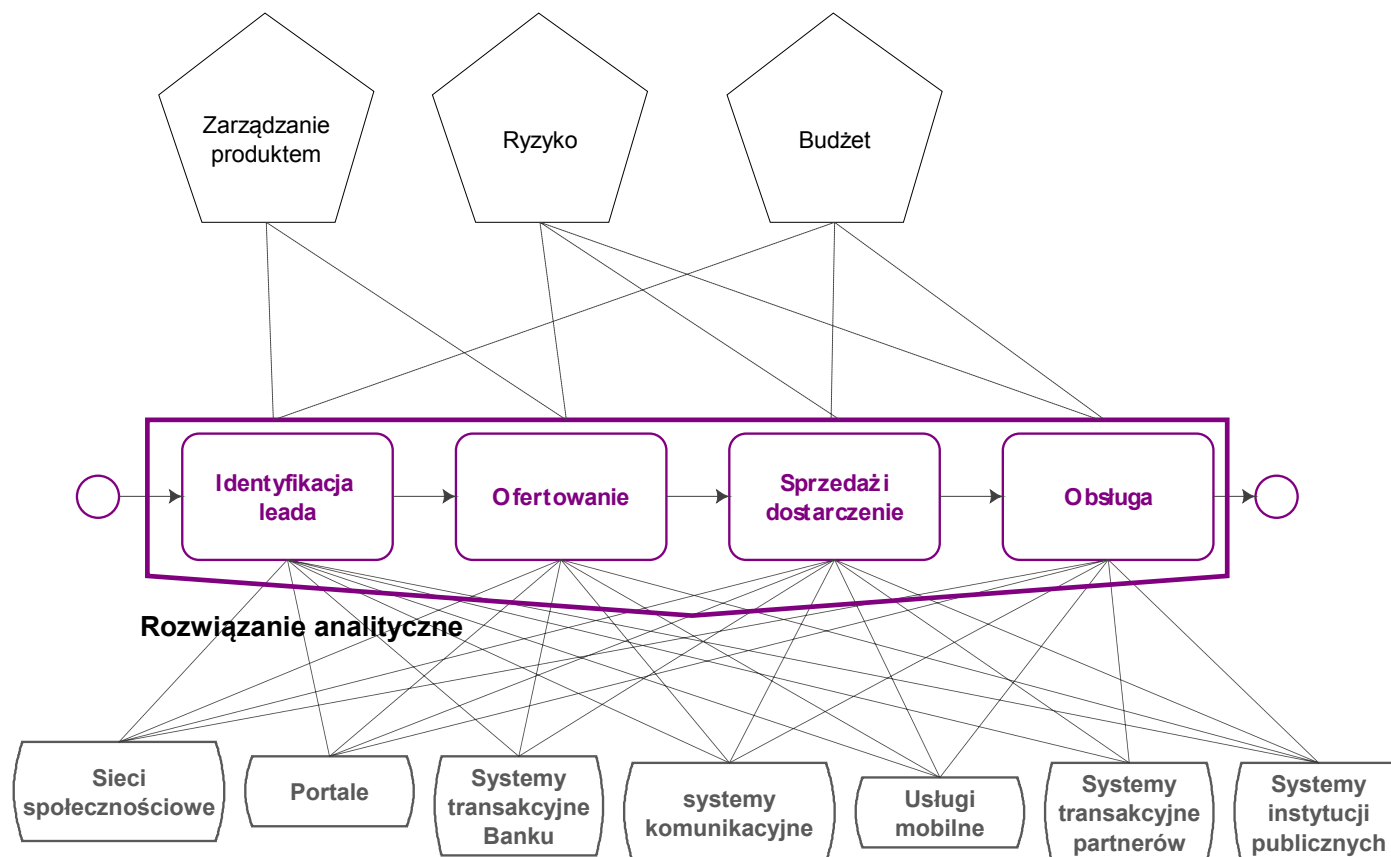 Zarządzanie
produktem
Ryzyko
Budżet
Identyfikacja
leada
Ofertowanie
Sprzedaż i
dostarczenie
Obsługa
Rozwiązanie analityczne
Sieci
społecznościowe
Portale
Systemy
transakcyjne
Banku
systemy
komunikacyjne
Usługi
mobilne
Systemy
transakcyjne
partnerów
Systemy
instytucji
publicznych